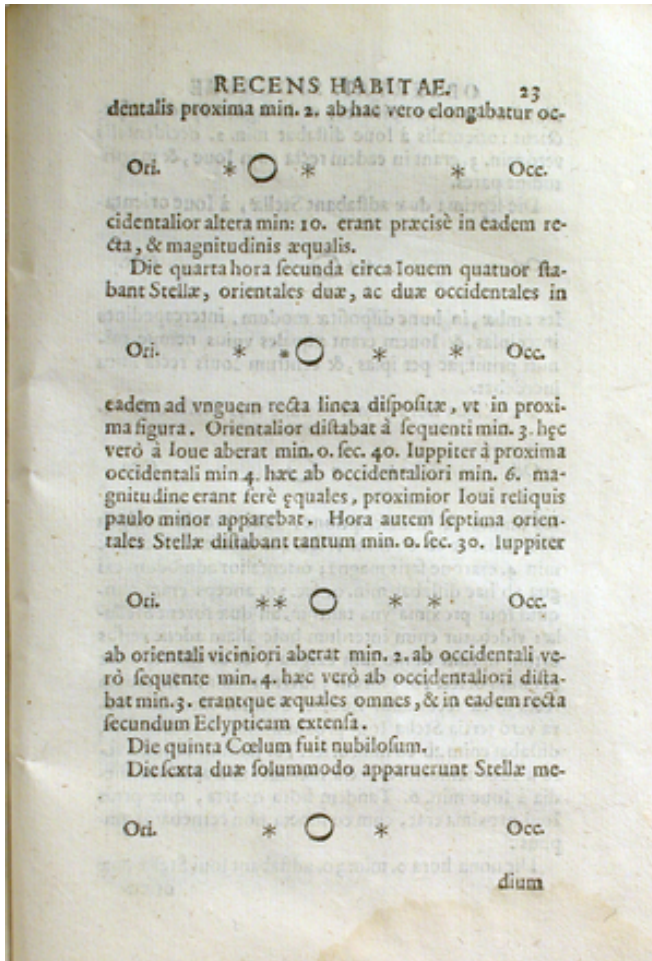 RECENS HABITAE. 23
dentalis proxima min. 2. ab hac vero elongabatur oc-
Ori. * O * * Occ.
cidentalior altera min: 10. erant præcisè in eadem re-
cta, & magnitudinis æqualis.
Die quarta hora secunda circa Iouem quatuor sta-
bant Stellæ, orientales duæ, ac duæ occidentales in
Ori. * * O * * Occ.
eadem ad vnguem recta linea dispositæ, vt in proxi-
ma figura. Orientalior distabat à sequenti min. 3. hęc
verò à Ioue aberat min. 0. sec. 40. Iuppiter à proxima
occidentali min 4. hæc ab occidentaliori min. 6. ma-
gnitudine erant ferè ęquales, proximior Ioui reliquis
paulo minor apparebat. Hora autem septima orien-
tales Stellæ distabant tantum min. 0. sec. 30. Iuppiter
Ori. ** O * * Occ.
ab orientali viciniori aberat min. 2. ab occidentali ve-
rò sequente min. 4. hæc verò ab occidentaliori dista-
bat min. 3. erantque æquales omnes, & in eadem recta
secundum Eclypticam extensa.
Die quinta Cœlum fuit nubilosum.
Die sexta duæ solummodo apparuerunt Stellæ me-
Ori. * O * Occ.
dium